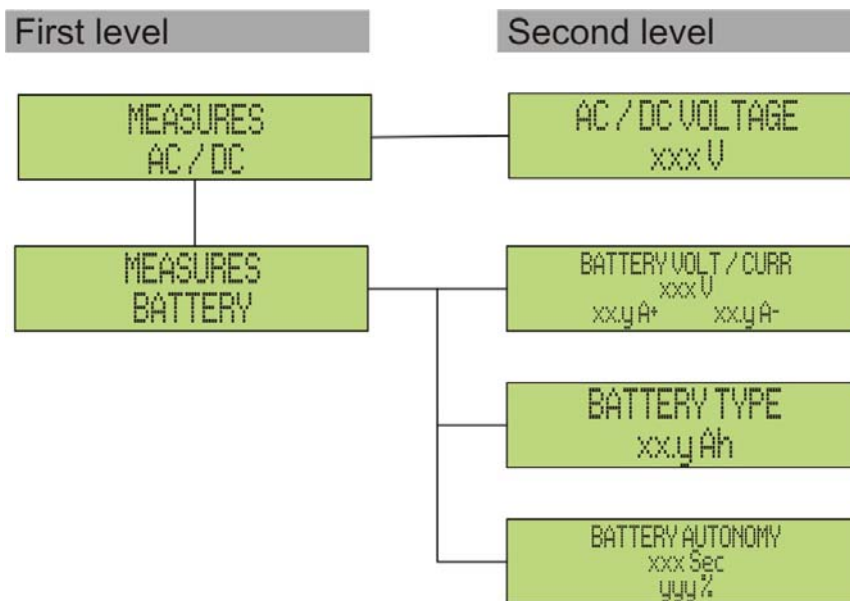 First level
Second level
MEASURES
AC / DC
AC / DC VOLTAGE
xxx V
MEASURES
BATTERY
BATTERY VOLT / CURR
xxx V
xx.y A+ xx.y A-
BATTERY TYPE
xx.y Ah
BATTERY AUTONOMY
xxx Sec
yyy %